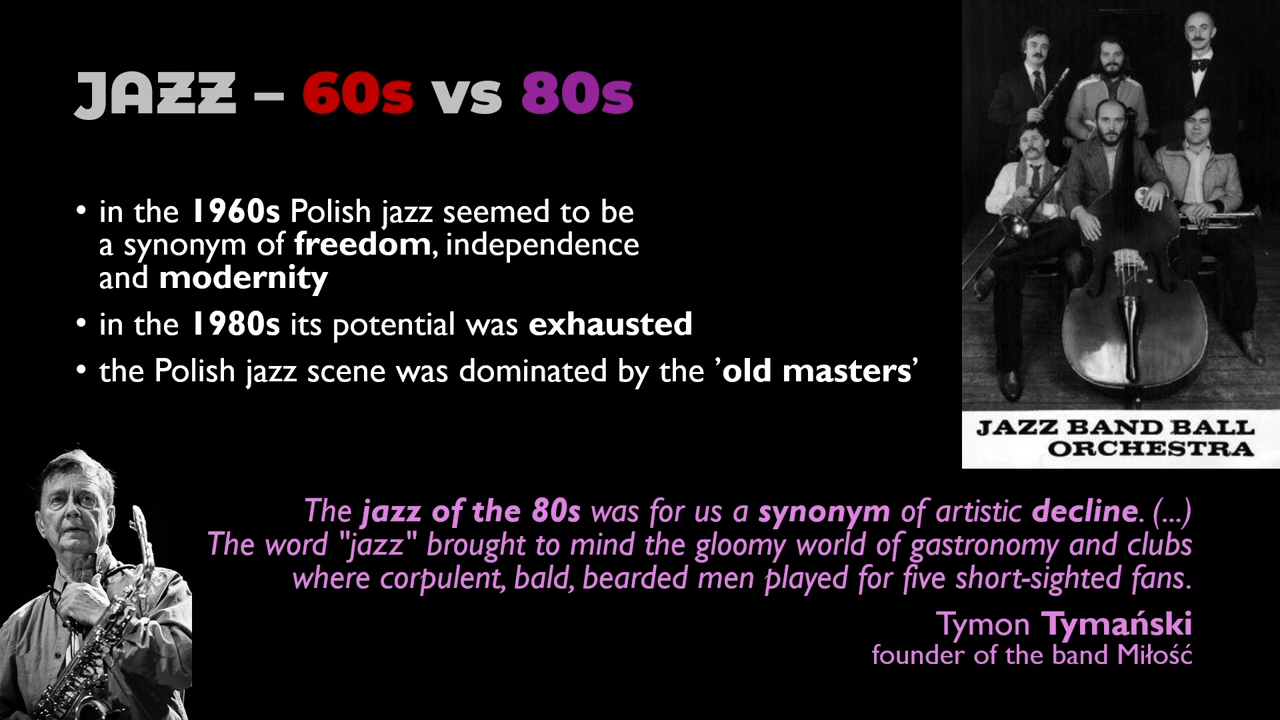 JAZZ – 60s vs 80s
• in the 1960s Polish jazz seemed to be
a synonym of freedom, independence
and modernity
• in the 1980s its potential was exhausted
• the Polish jazz scene was dominated by the ’old masters’
JAZZ BAND BALL
ORCHESTRA
The jazz of the 80s was for us a synonym of artistic decline. (...)
The word "jazz" brought to mind the gloomy world of gastronomy and clubs
where corpulent, bald, bearded men played for five short-sighted fans.
Tymon Tymański
founder of the band Miłość